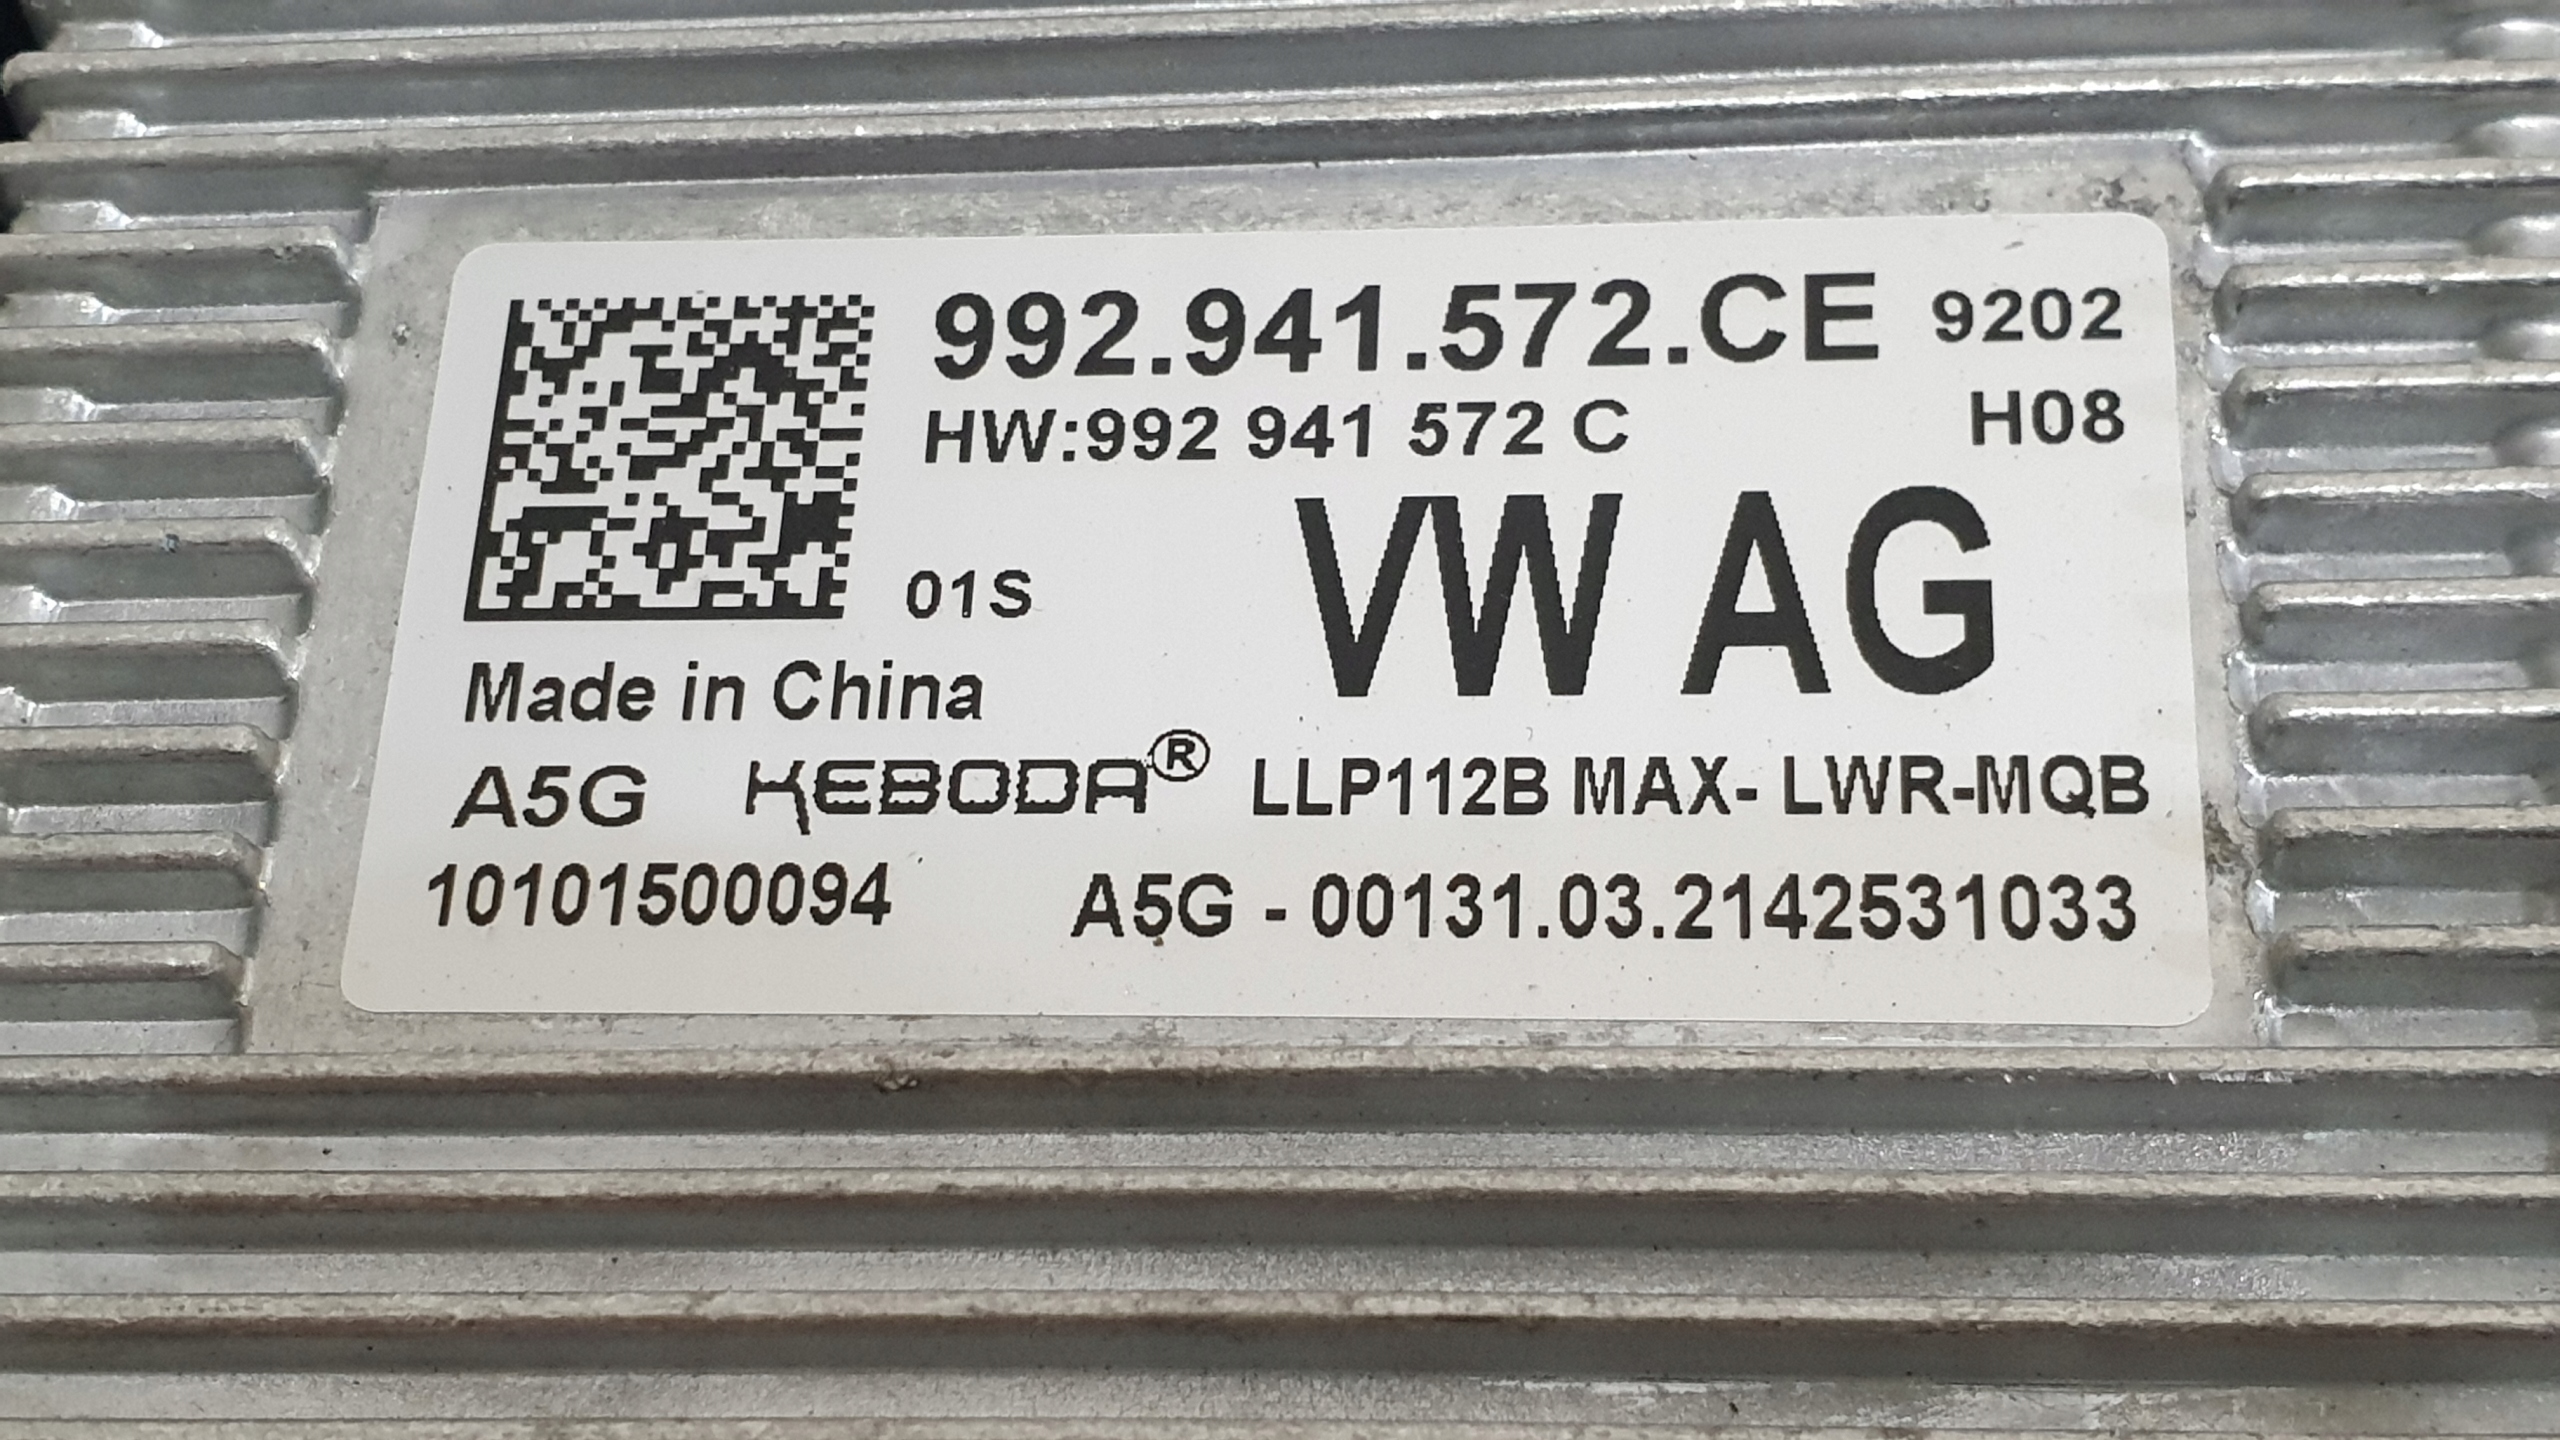 992.941.572.CE 9202
HW:992 941 572 C H08
VW AG
01S
Made in China
A5G KEBODA® LLP112B MAX- LWR-MQB
10101500094 A5G - 00131.03.2142531033